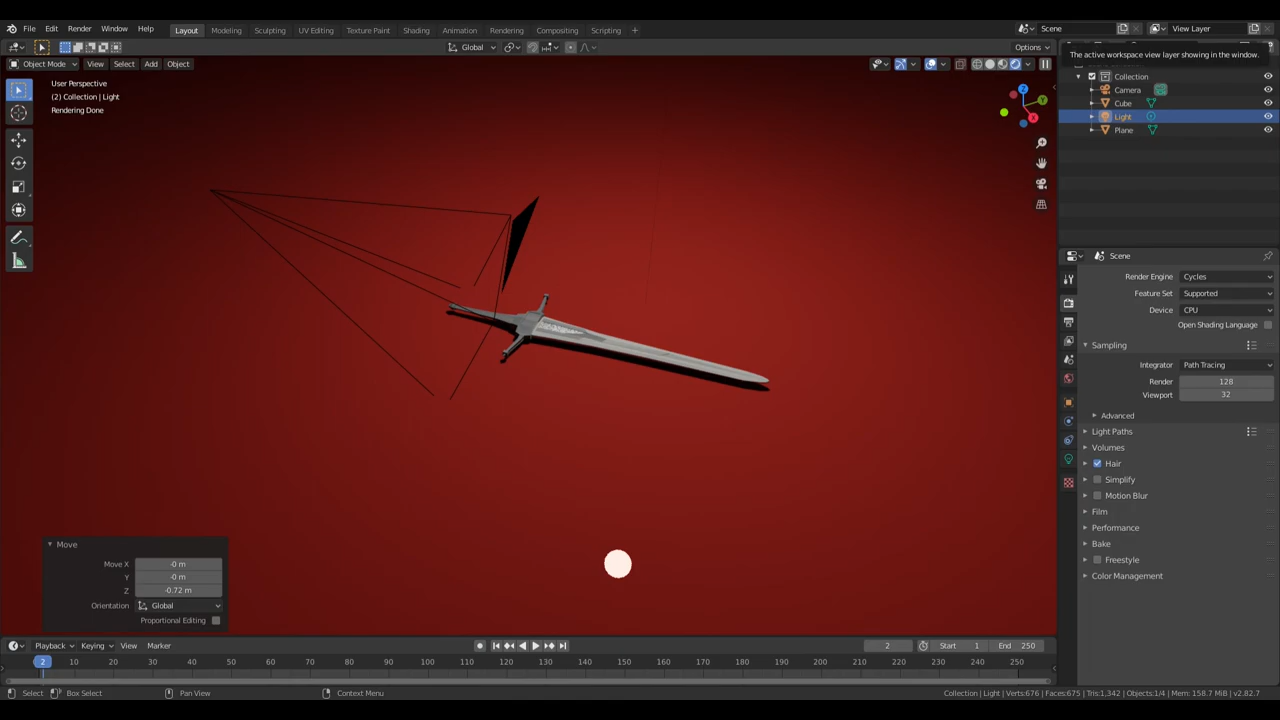 File Edit Render Window Help Layout Modeling Sculpting UV Editing Texture Paint Shading Animation Rendering Compositing Scripting + Scene View Layer
Global Options
The active workspace view layer showing in the window.
Object Mode View Select Add Object
User Perspective
(2) Collection | Light
Rendering Done
X
Y
Z
Collection
Camera
Cube
Light
Plane
Scene
Render Engine Cycles
Feature Set Supported
Device CPU
Open Shading Language
Sampling
Integrator Path Tracing
Render 128
Viewport 32
Advanced
Light Paths
Volumes
Hair
Simplify
Motion Blur
Film
Performance
Bake
Freestyle
Color Management
Move
Move X -0 m
Y -0 m
Z -0.72 m
Orientation Global
Proportional Editing
Playback Keying View Marker 2 Start 1 End 250
2 10 20 30 40 50 60 70 80 90 100 110 120 130 140 150 160 170 180 190 200 210 220 230 240 250
Select Box Select Pan View Context Menu Collection | Light | Verts:676 | Faces:675 | Tris:1,342 | Objects:1/4 | Mem: 158.7 MiB | v2.82.7